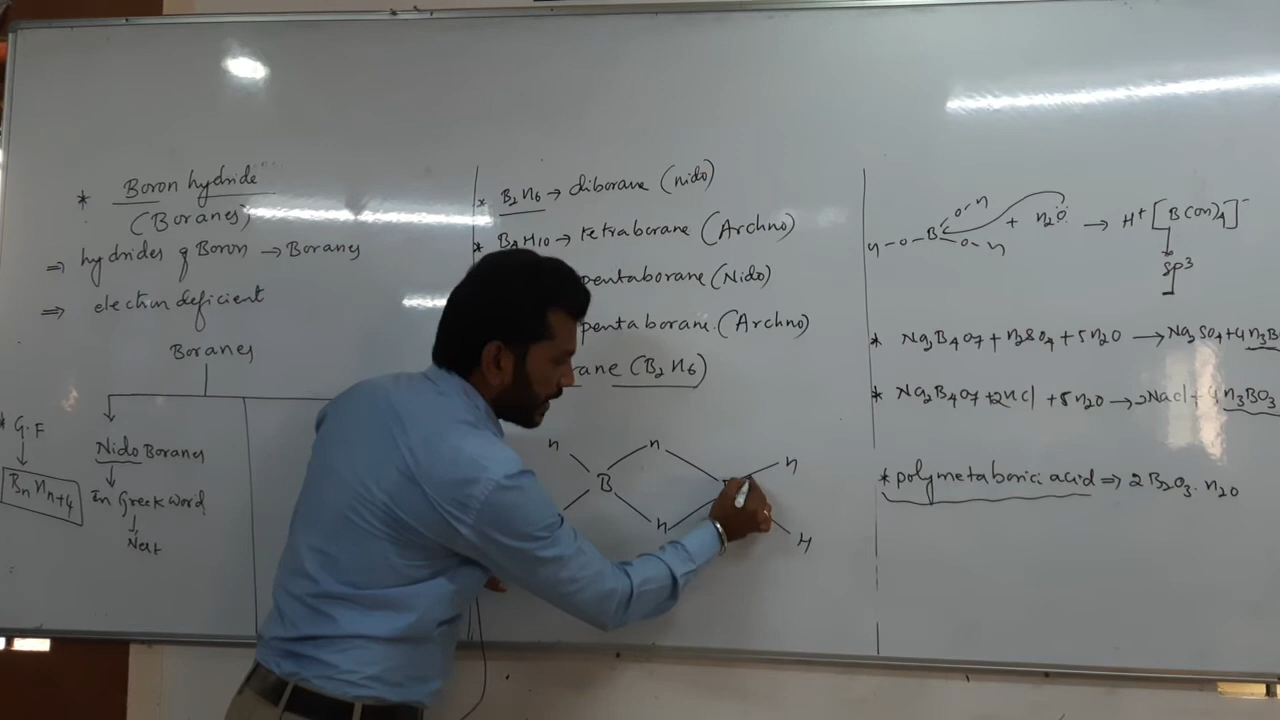 * Boron hydride
(Boranes)
⇒ hydrides of Boron → Boranes
⇒ electron deficient
Boranes
* G.F
BnHn+4
Nido Boranes
In Greek word
Nest
* B2H6 → diborane (nido)
* B4H10 → tetraborane (Archno)
pentaborane (Nido)
pentaborane (Archno)
rane (B2H6)
H H H
B
H H
H-O-B O-H O-H + H2O: → H+[B(OH)4]-
sp3
* Na2B4O7 + H2SO4 + 5H2O → Na2SO4 + 4H3B
* Na2B4O7 + 2HCl + 5H2O → 2NaCl + 4H3BO3
* polymetaboric acid ⇒ 2B2O3.H2O